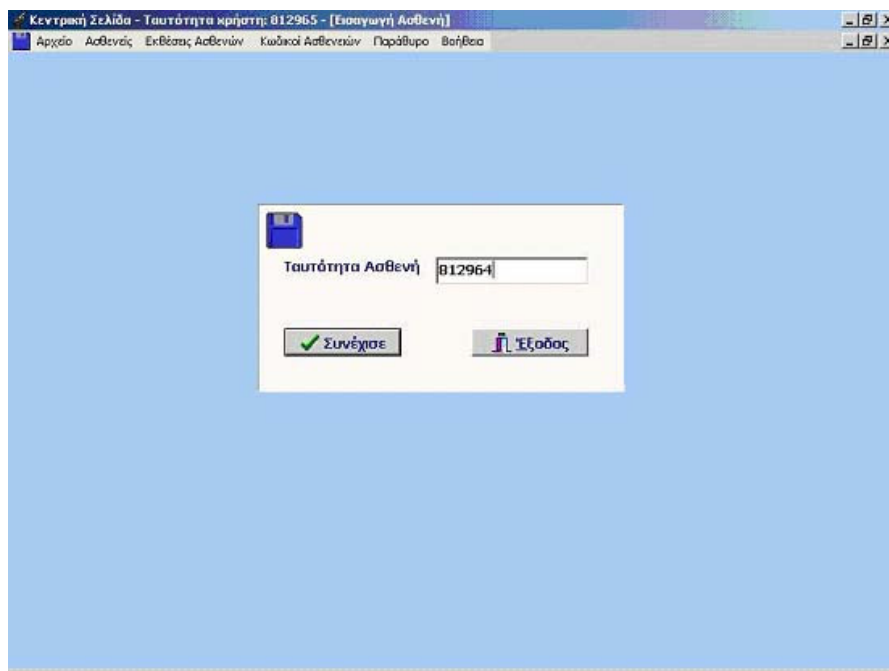 Κεντρική Σελίδα - Ταυτότητα χρήστη: 812965 - [Εισαγωγή Ασθενή]
Αρχείο Ασθενείς Εκθέσεις Ασθενών Κωδικοί Ασθενειών Παράθυρο Βοήθεια
Ταυτότητα Ασθενή 812964
Συνέχισε Έξοδος